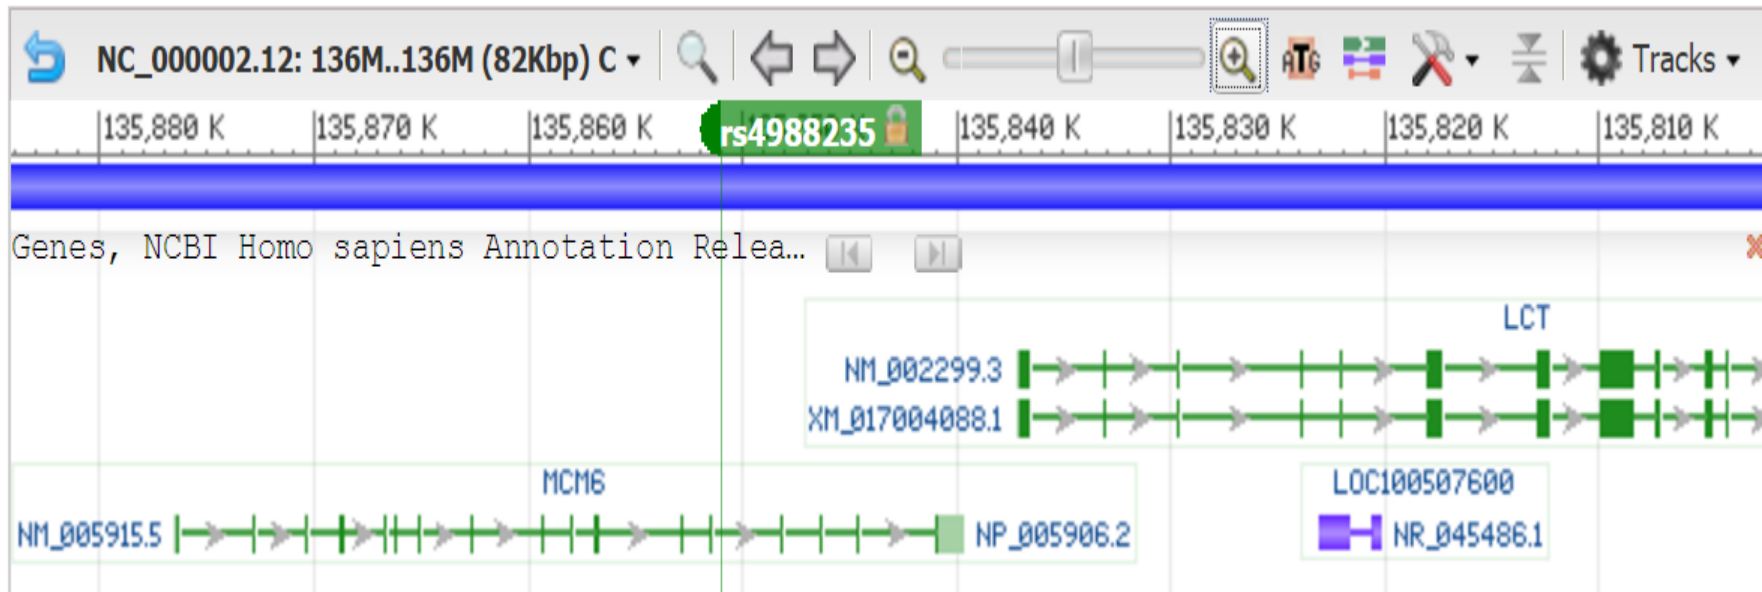 NC_000002.12: 136M..136M (82Kbp) C
ATG
Tracks
135,880 K
135,870 K
135,860 K
rs4988235
135,840 K
135,830 K
135,820 K
135,810 K
Genes, NCBI Homo sapiens Annotation Relea...
LCT
NM_002299.3
XM_017004088.1
MCM6
LOC100507600
NM_005915.5
NP_005906.2
NR_045486.1